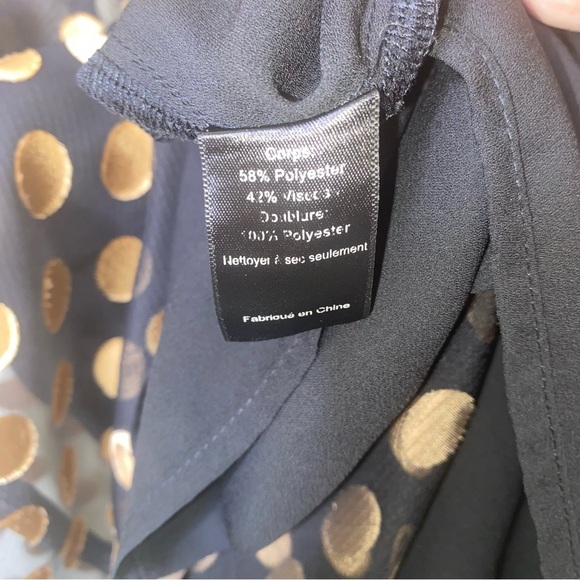 Corps:
58% Polyester
42% Viscose
Doublure:
100% Polyester
Nettoyer à sec seulement
Fabriqué en Chine